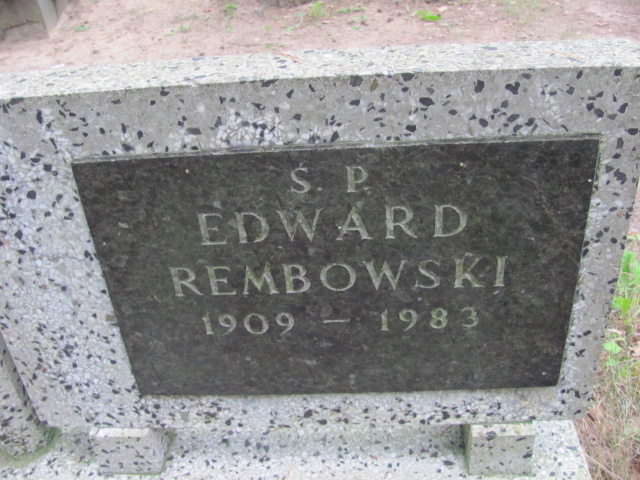 S. P.
EDWARD
REMBOWSKI
1909 – 1983